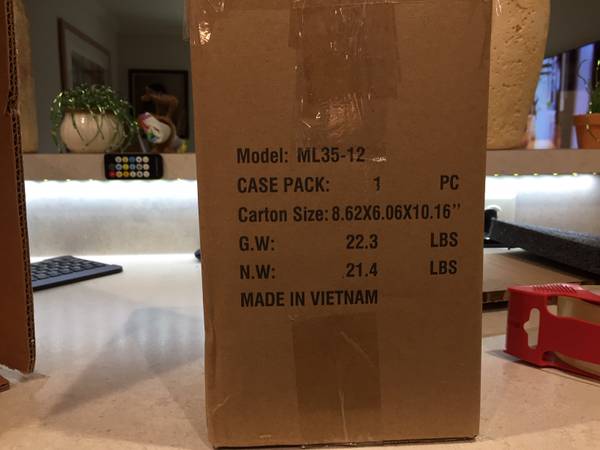 Model: ML35-12
CASE PACK: 1 PC
Carton Size: 8.62X6.06X10.16"
G.W: 22.3 LBS
N.W: 21.4 LBS
MADE IN VIETNAM